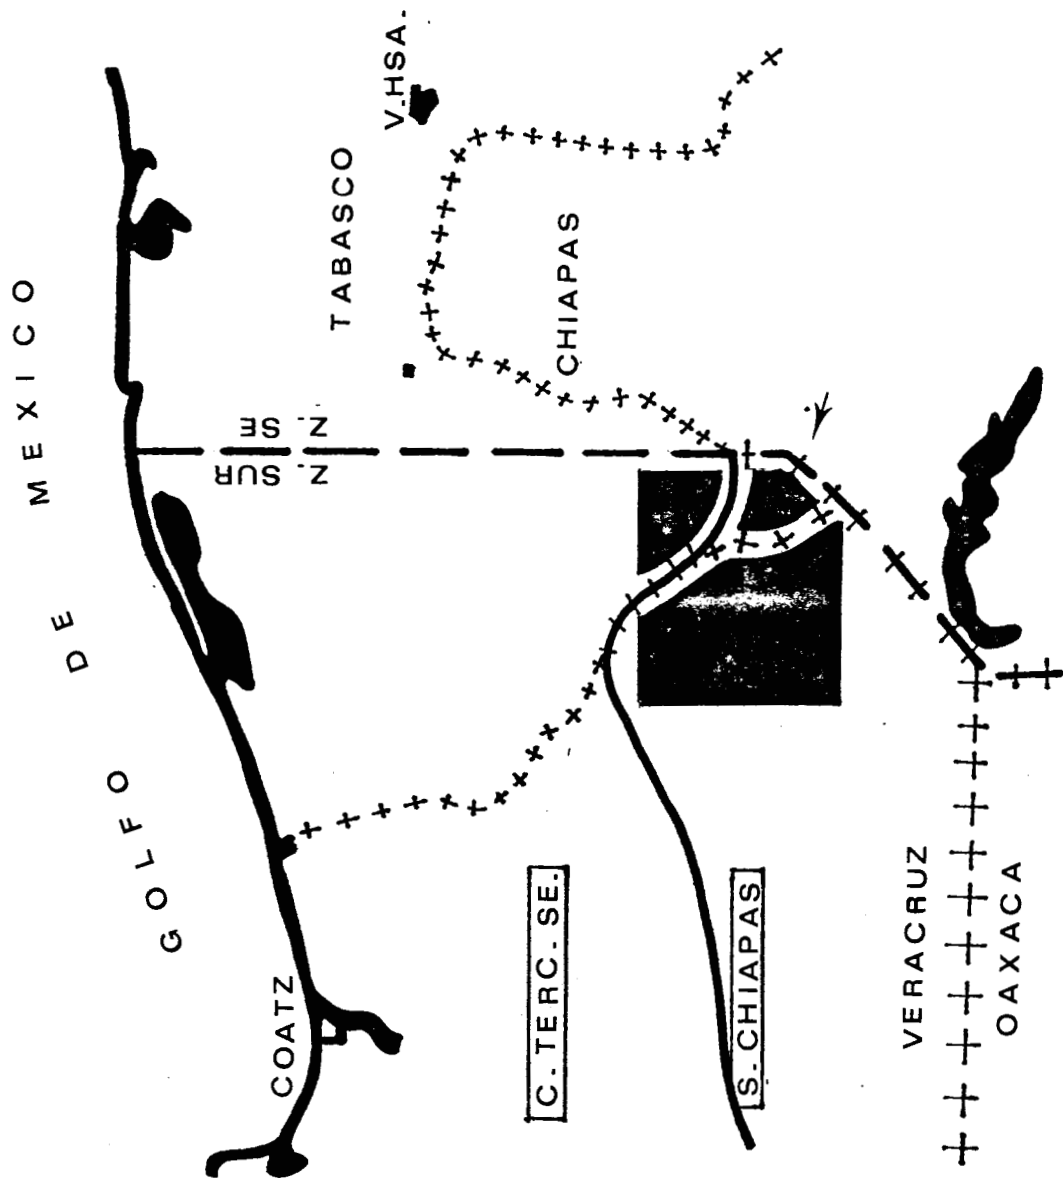 GOLFO DE MEXICO
COATZ
TABASCO
V.HSA.
Z. SUR
Z. SE
CHIAPAS
C. TERC. SE.
S. CHIAPAS
VERACRUZ
OAXACA